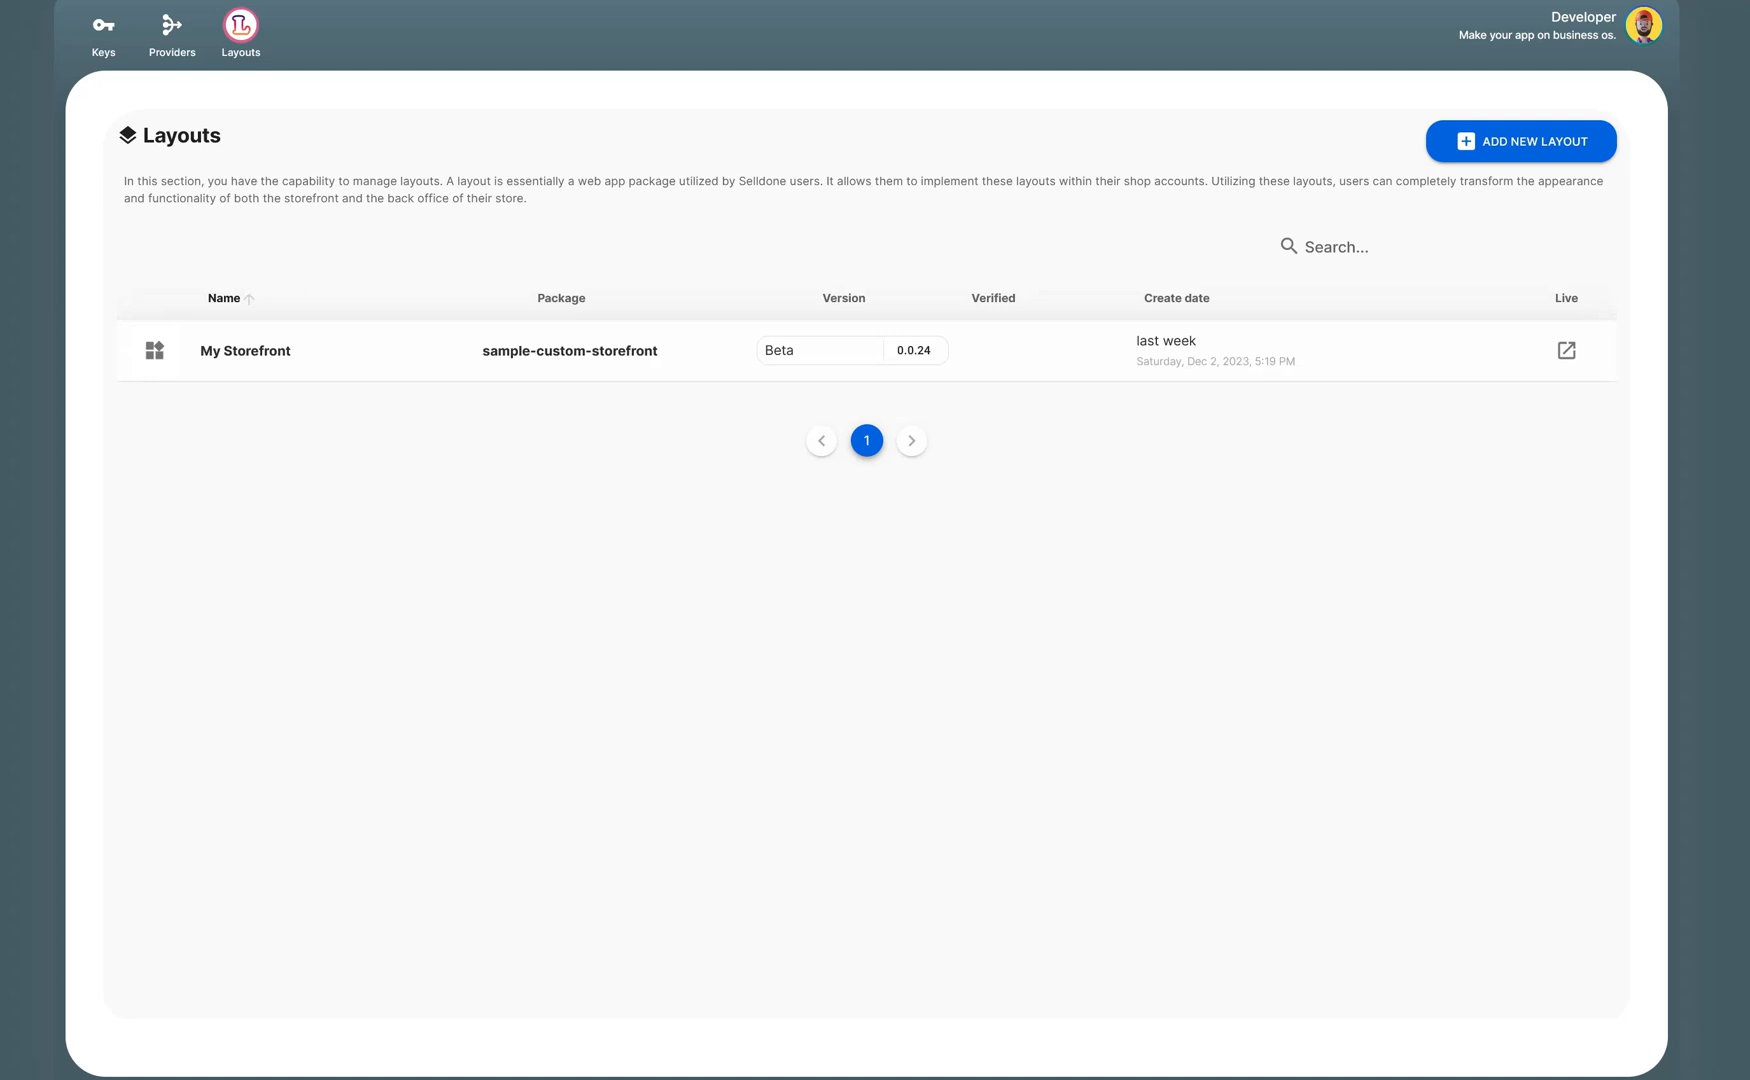 Keys
Providers
Layouts
Developer
Make your app on business os.
Layouts
ADD NEW LAYOUT
In this section, you have the capability to manage layouts. A layout is essentially a web app package utilized by Selldone users. It allows them to implement these layouts within their shop accounts. Utilizing these layouts, users can completely transform the appearance
and functionality of both the storefront and the back office of their store.
Search...
Name Package Version Verified Create date Live
My Storefront sample-custom-storefront Beta 0.0.24 last week
Saturday, Dec 2, 2023, 5:19 PM
1